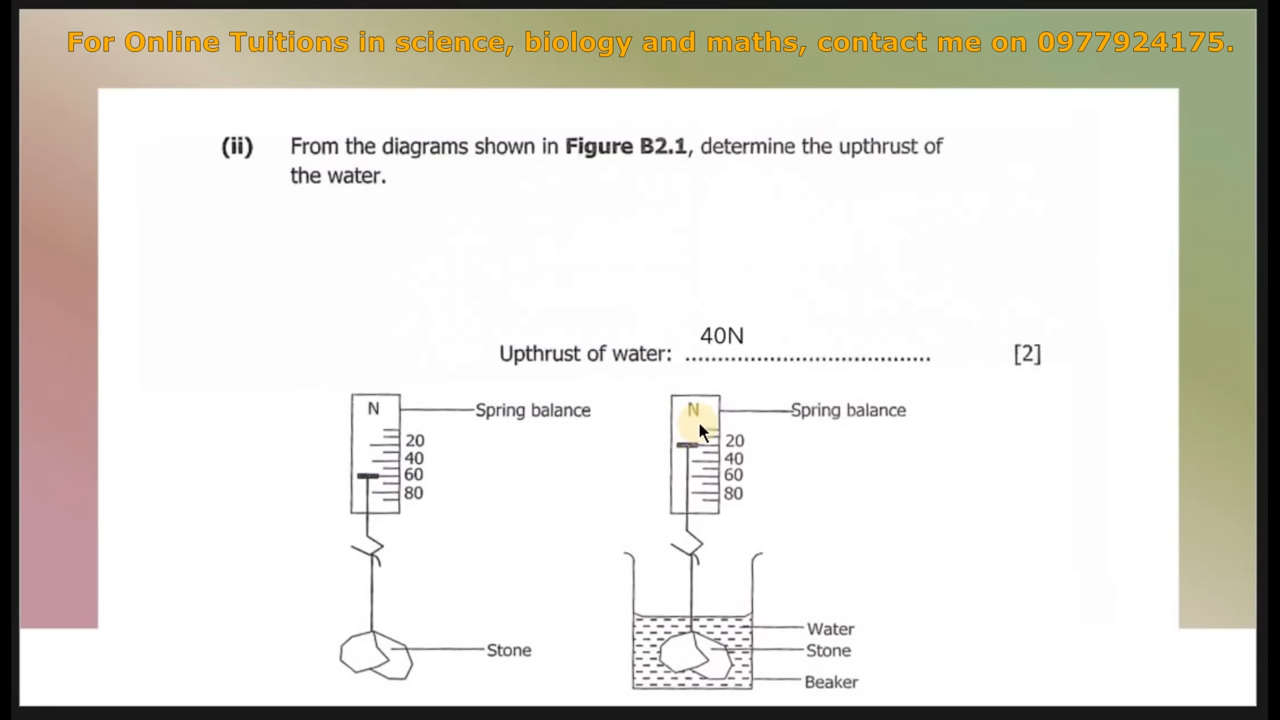 For Online Tuitions in science, biology and maths, contact me on 0977924175.
(ii) From the diagrams shown in Figure B2.1, determine the upthrust of
the water.
40N
Upthrust of water: ...................................... [2]
N
Spring balance
20
40
60
80
Stone
N
Spring balance
20
40
60
80
Water
Stone
Beaker